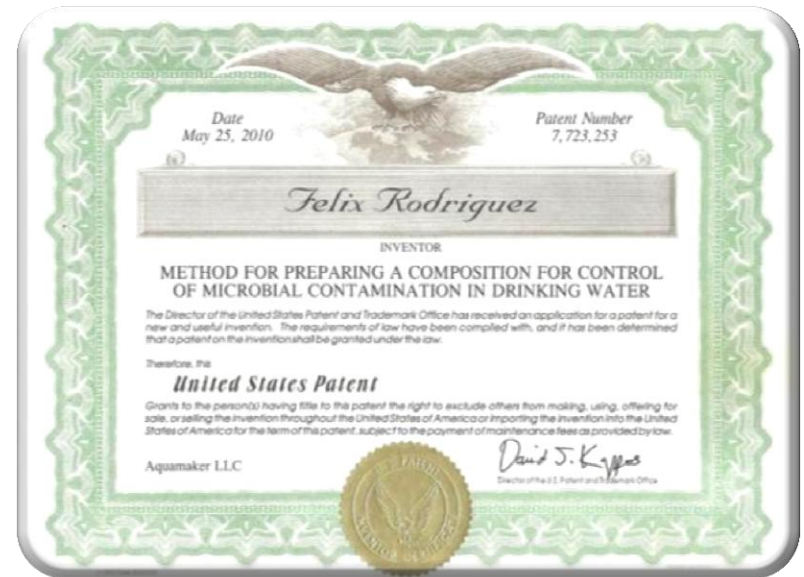 Date
May 25, 2010
Patent Number
7,723,253
Felix Rodriguez
INVENTOR
METHOD FOR PREPARING A COMPOSITION FOR CONTROL
OF MICROBIAL CONTAMINATION IN DRINKING WATER
The Director of the United States Patent and Trademark Office has received an application for a patent for a
new and useful invention. The requirements of law have been complied with, and it has been determined
that a patent on the invention shall be granted under the law.
Therefore, this
United States Patent
Grants to the person(s) having title to this patent the right to exclude others from making, using, offering for
sale, or selling the invention throughout the United States of America or importing the invention into the United
States of America for the term of this patent, subject to the payment of maintenance fees as provided by law.
Aquamaker LLC
David J. Kappos
Director of the U.S. Patent and Trademark Office